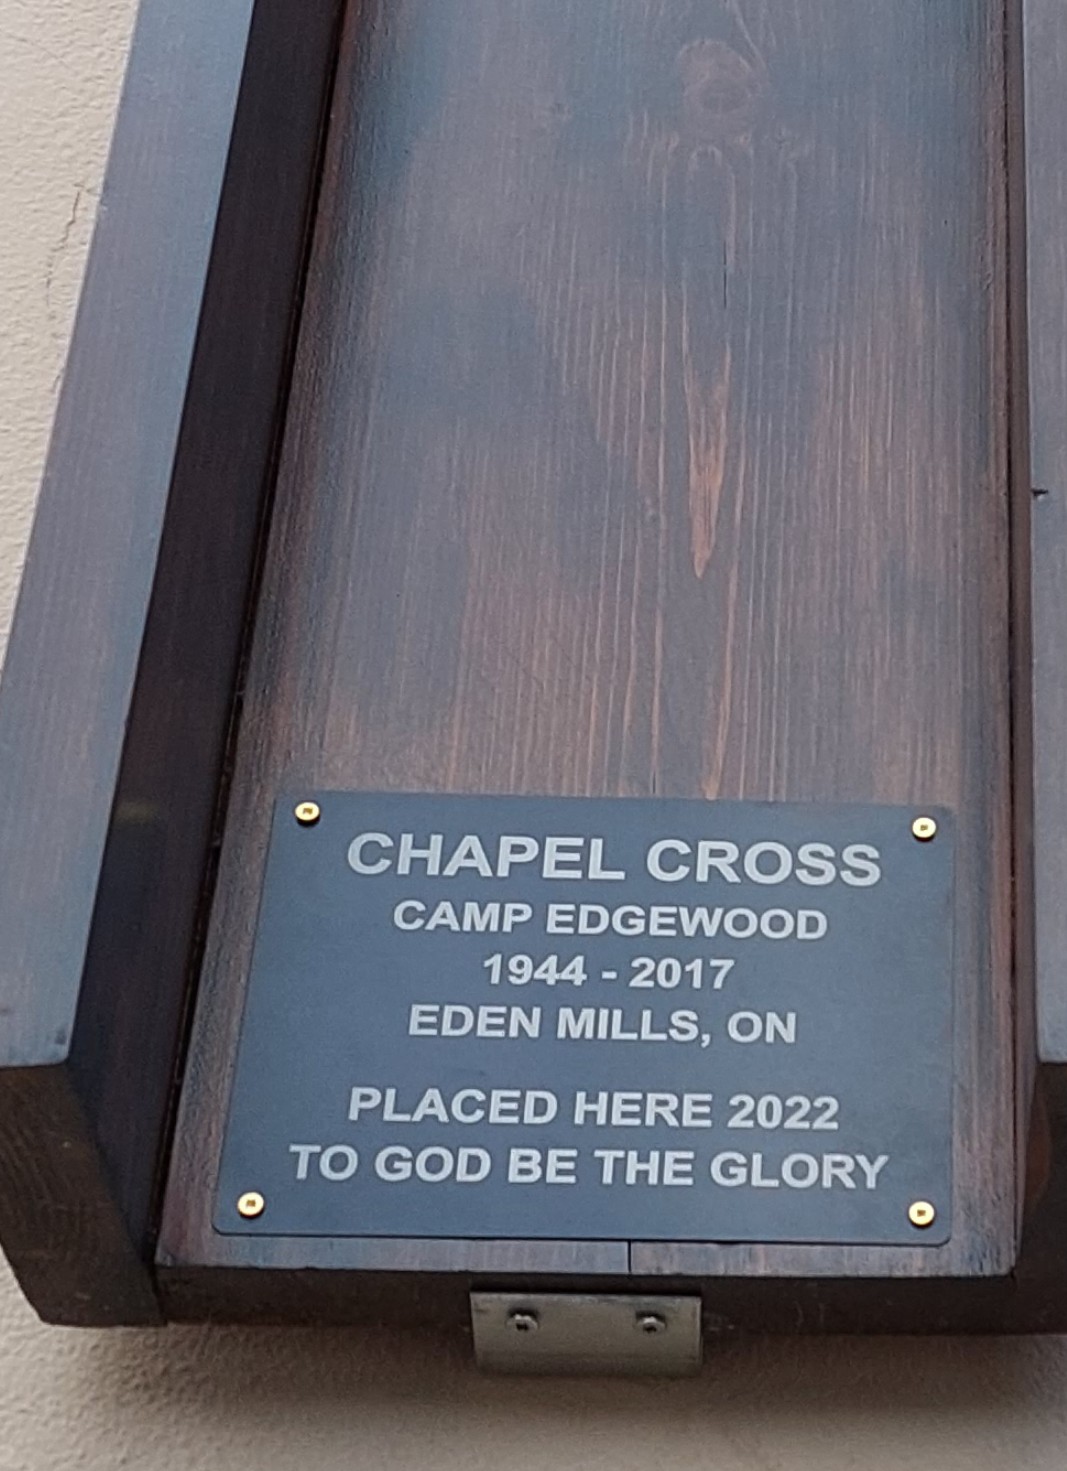 CHAPEL CROSS
CAMP EDGEWOOD
1944 - 2017
EDEN MILLS, ON
PLACED HERE 2022
TO GOD BE THE GLORY